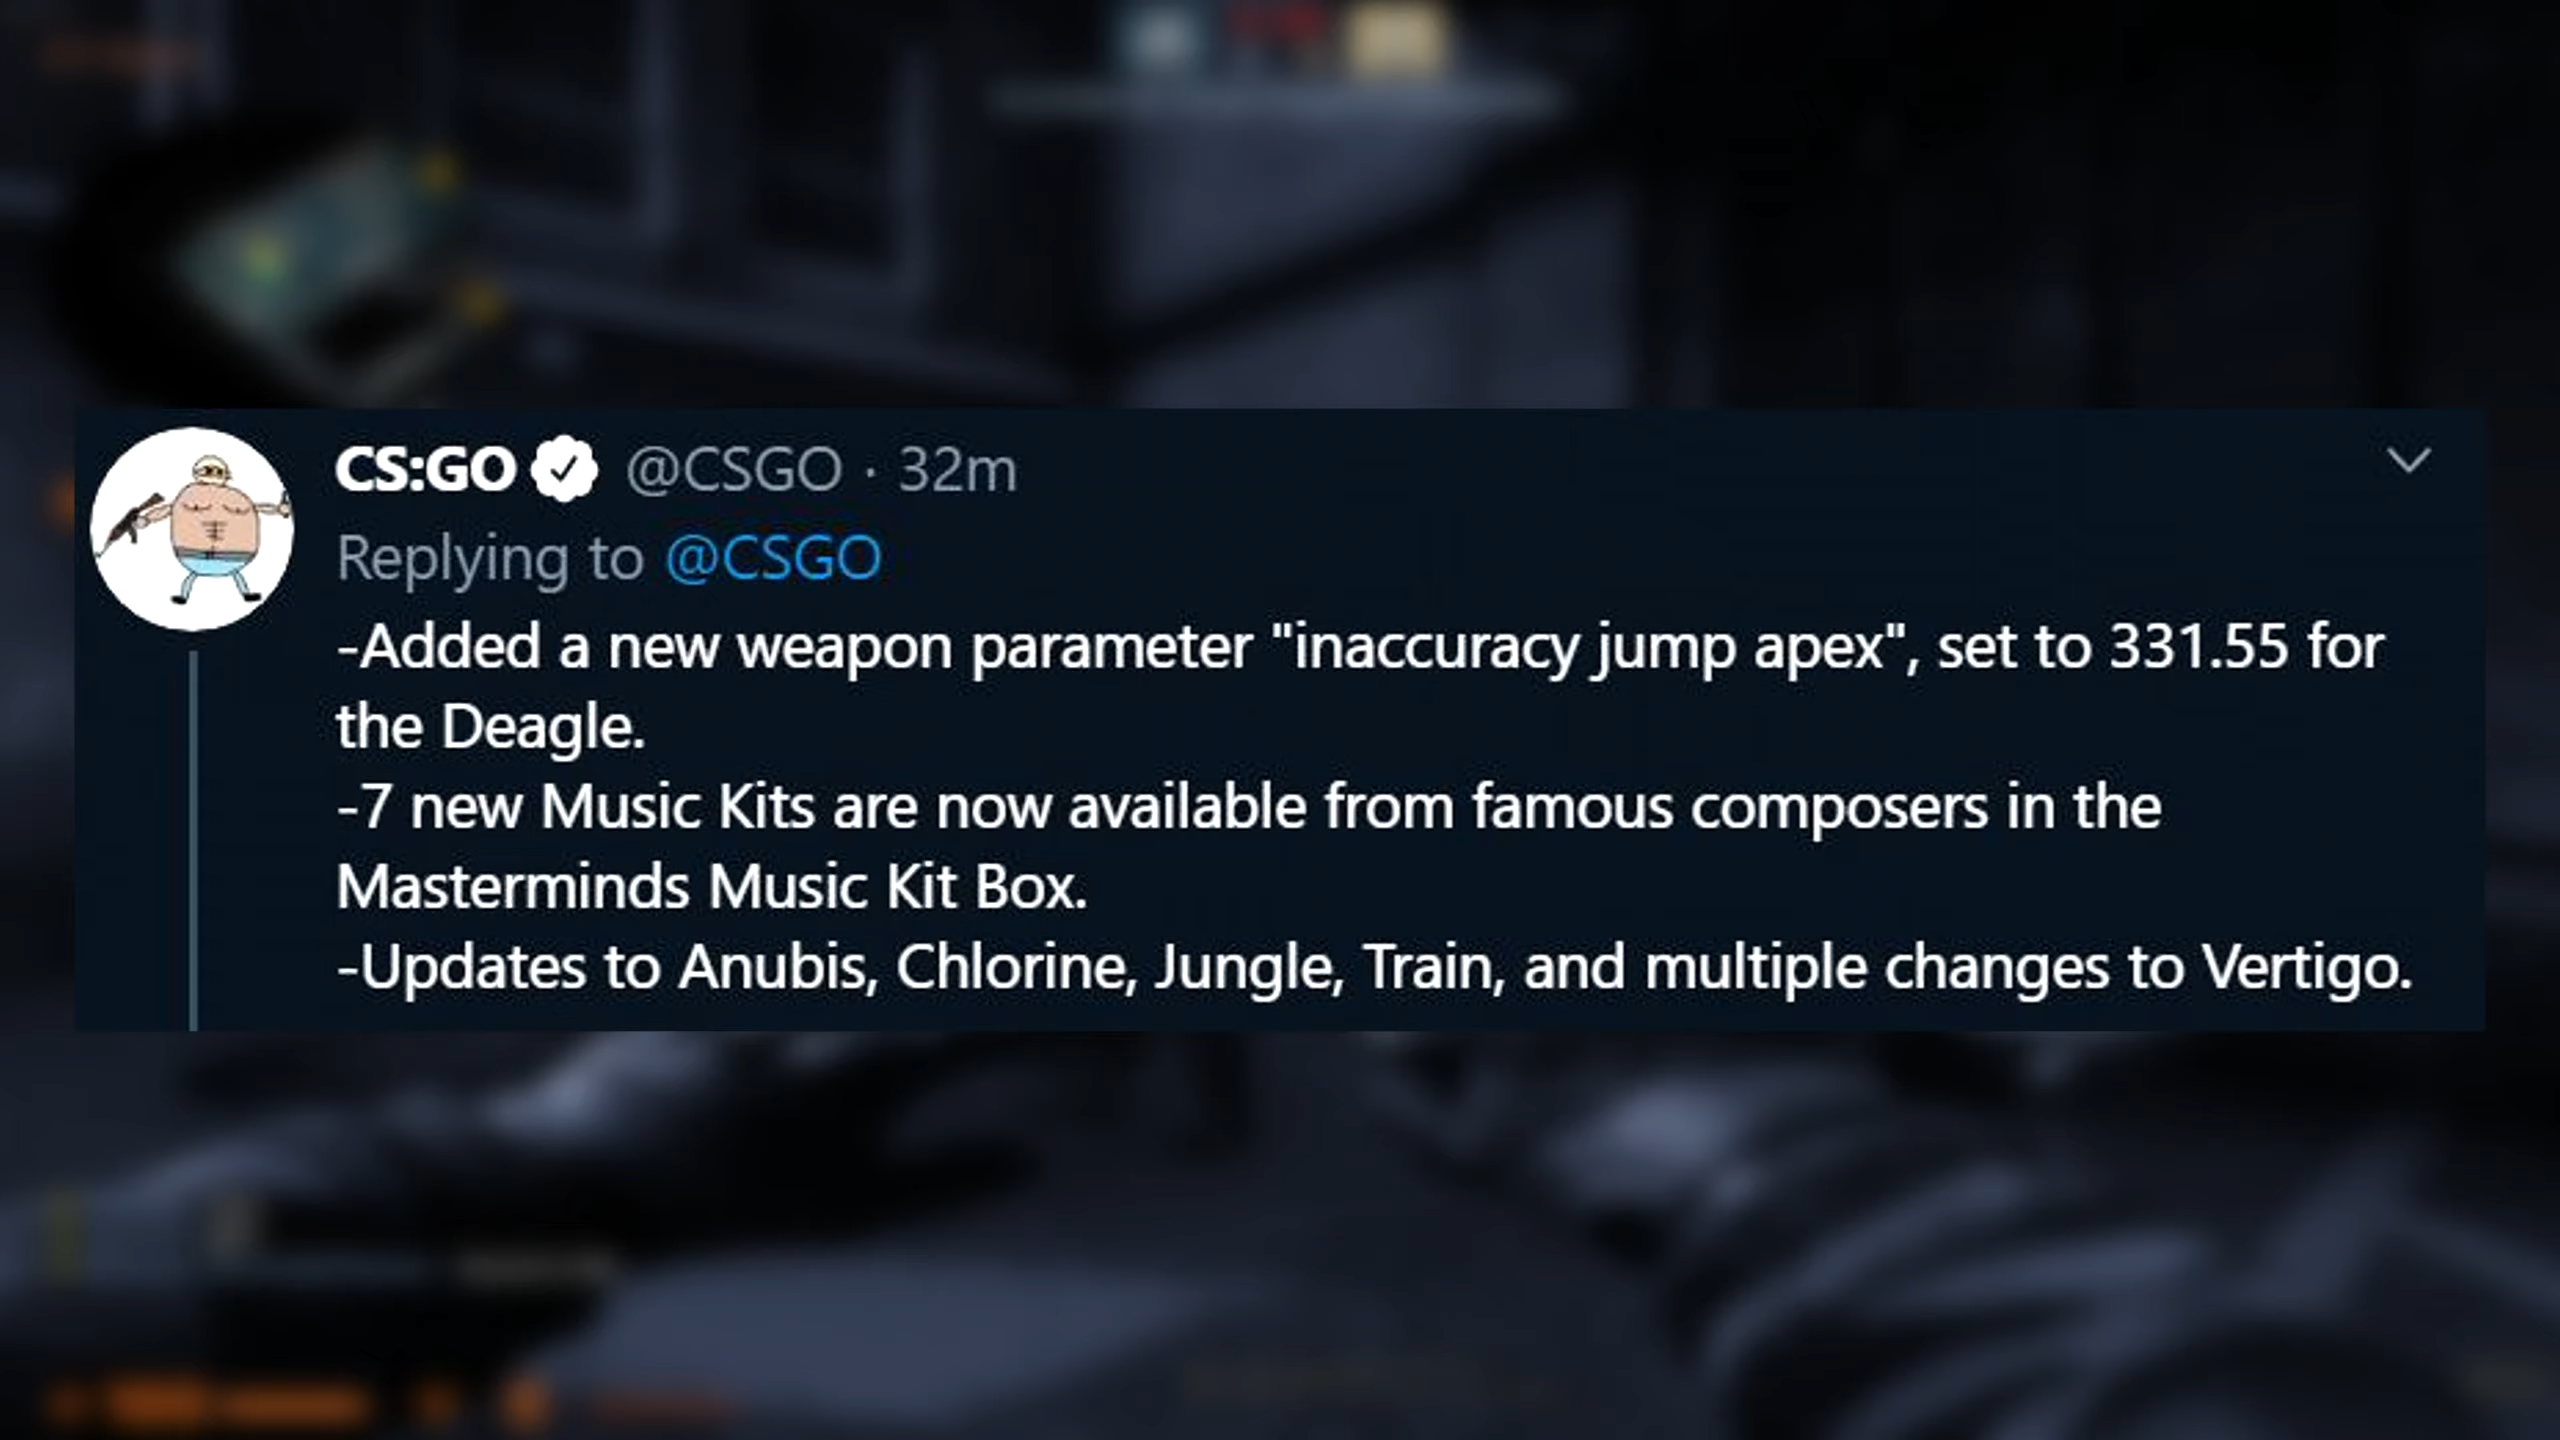 CS:GO @CSGO · 32m
Replying to @CSGO
-Added a new weapon parameter "inaccuracy jump apex", set to 331.55 for
the Deagle.
-7 new Music Kits are now available from famous composers in the
Masterminds Music Kit Box.
-Updates to Anubis, Chlorine, Jungle, Train, and multiple changes to Vertigo.